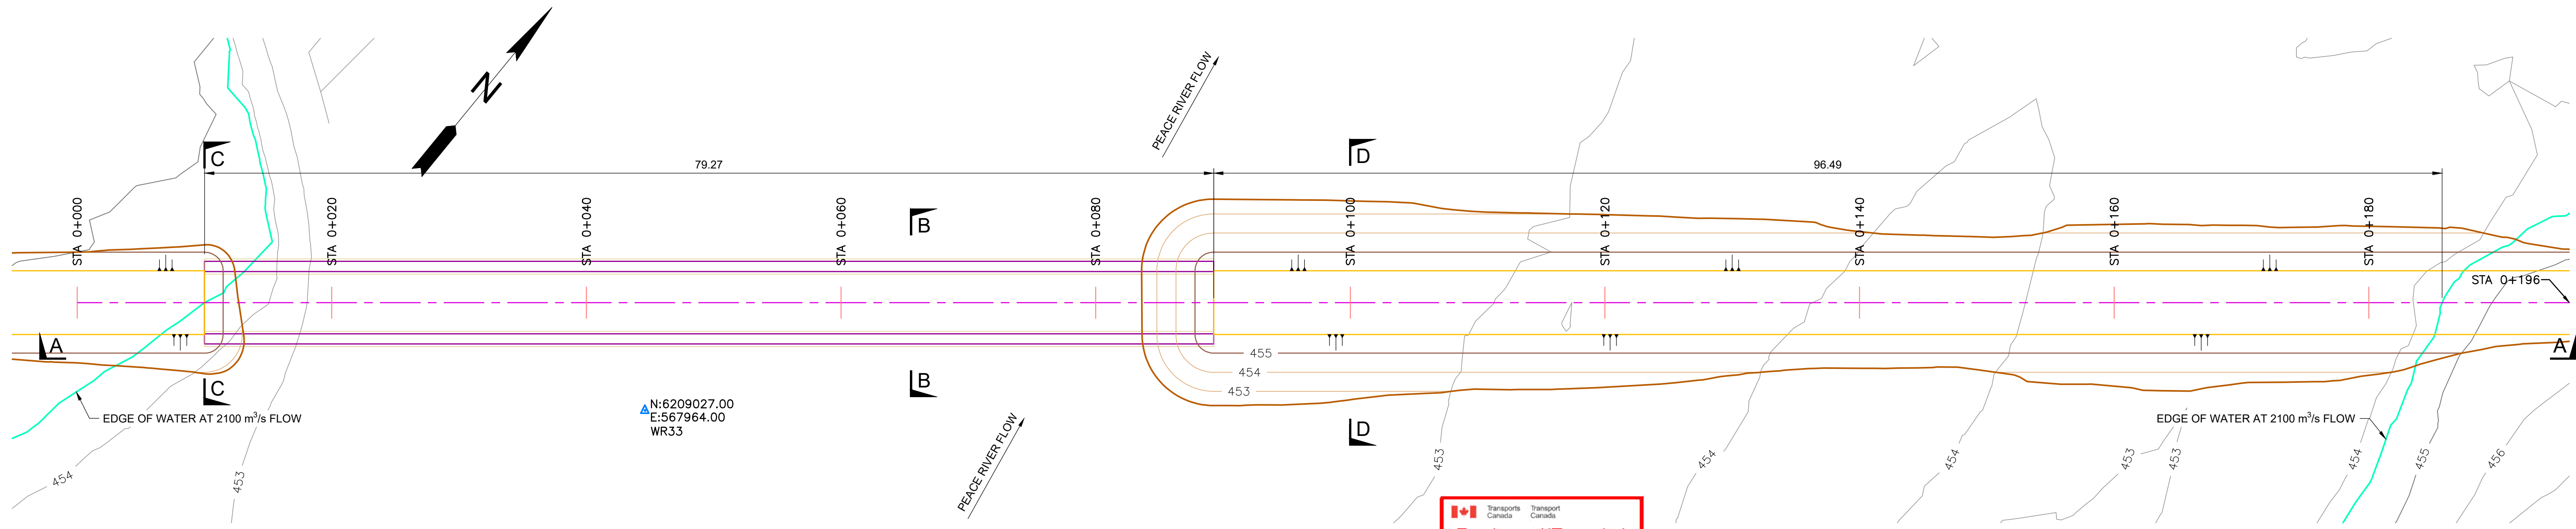 N
PEACE RIVER FLOW
C
79.27
D
96.49
STA 0+000
STA 0+020
STA 0+040
STA 0+060
B
STA 0+080
STA 0+100
STA 0+120
STA 0+140
STA 0+160
STA 0+180
STA 0+196
A
A
455
454
453
C
B
D
N:6209027.00
E:567964.00
WR33
EDGE OF WATER AT 2100 m³/s FLOW
EDGE OF WATER AT 2100 m³/s FLOW
PEACE RIVER FLOW
454
453
453
454
454
453
453
454
455
456
Transports Transport
Canada Canada